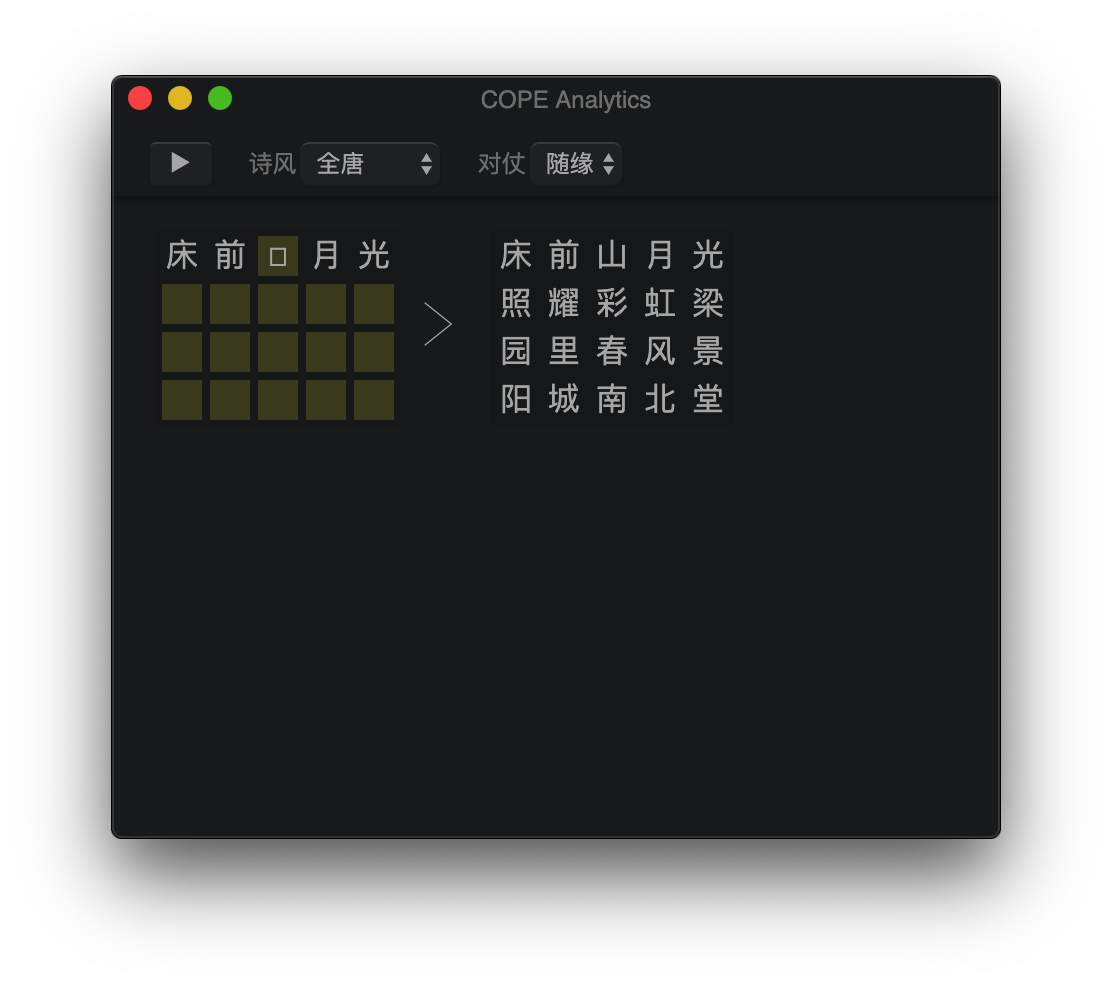 COPE Analytics
诗风 全唐 对仗 随缘
床前□月光
床前山月光
照耀彩虹梁
园里春风景
阳城南北堂